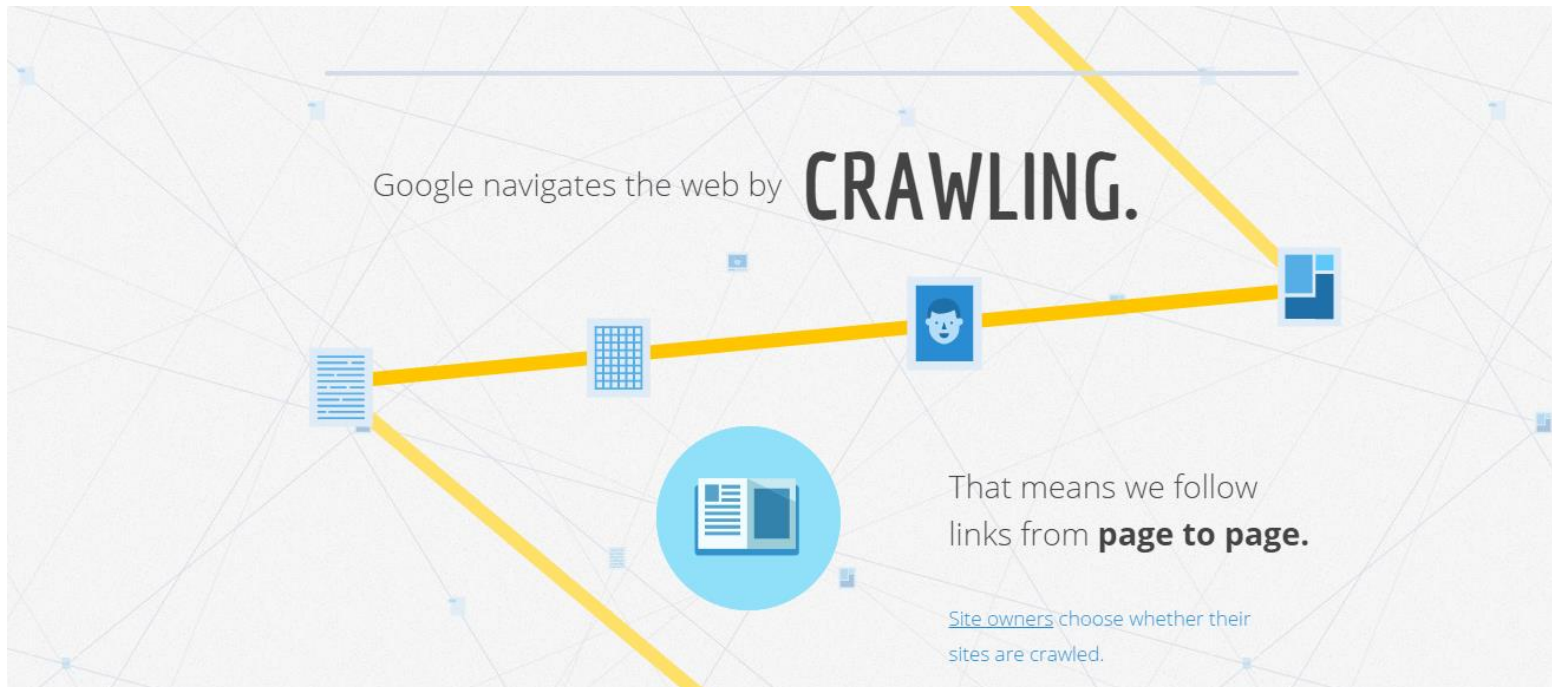 Google navigates the web by CRAWLING.
That means we follow
links from page to page.
Site owners choose whether their
sites are crawled.